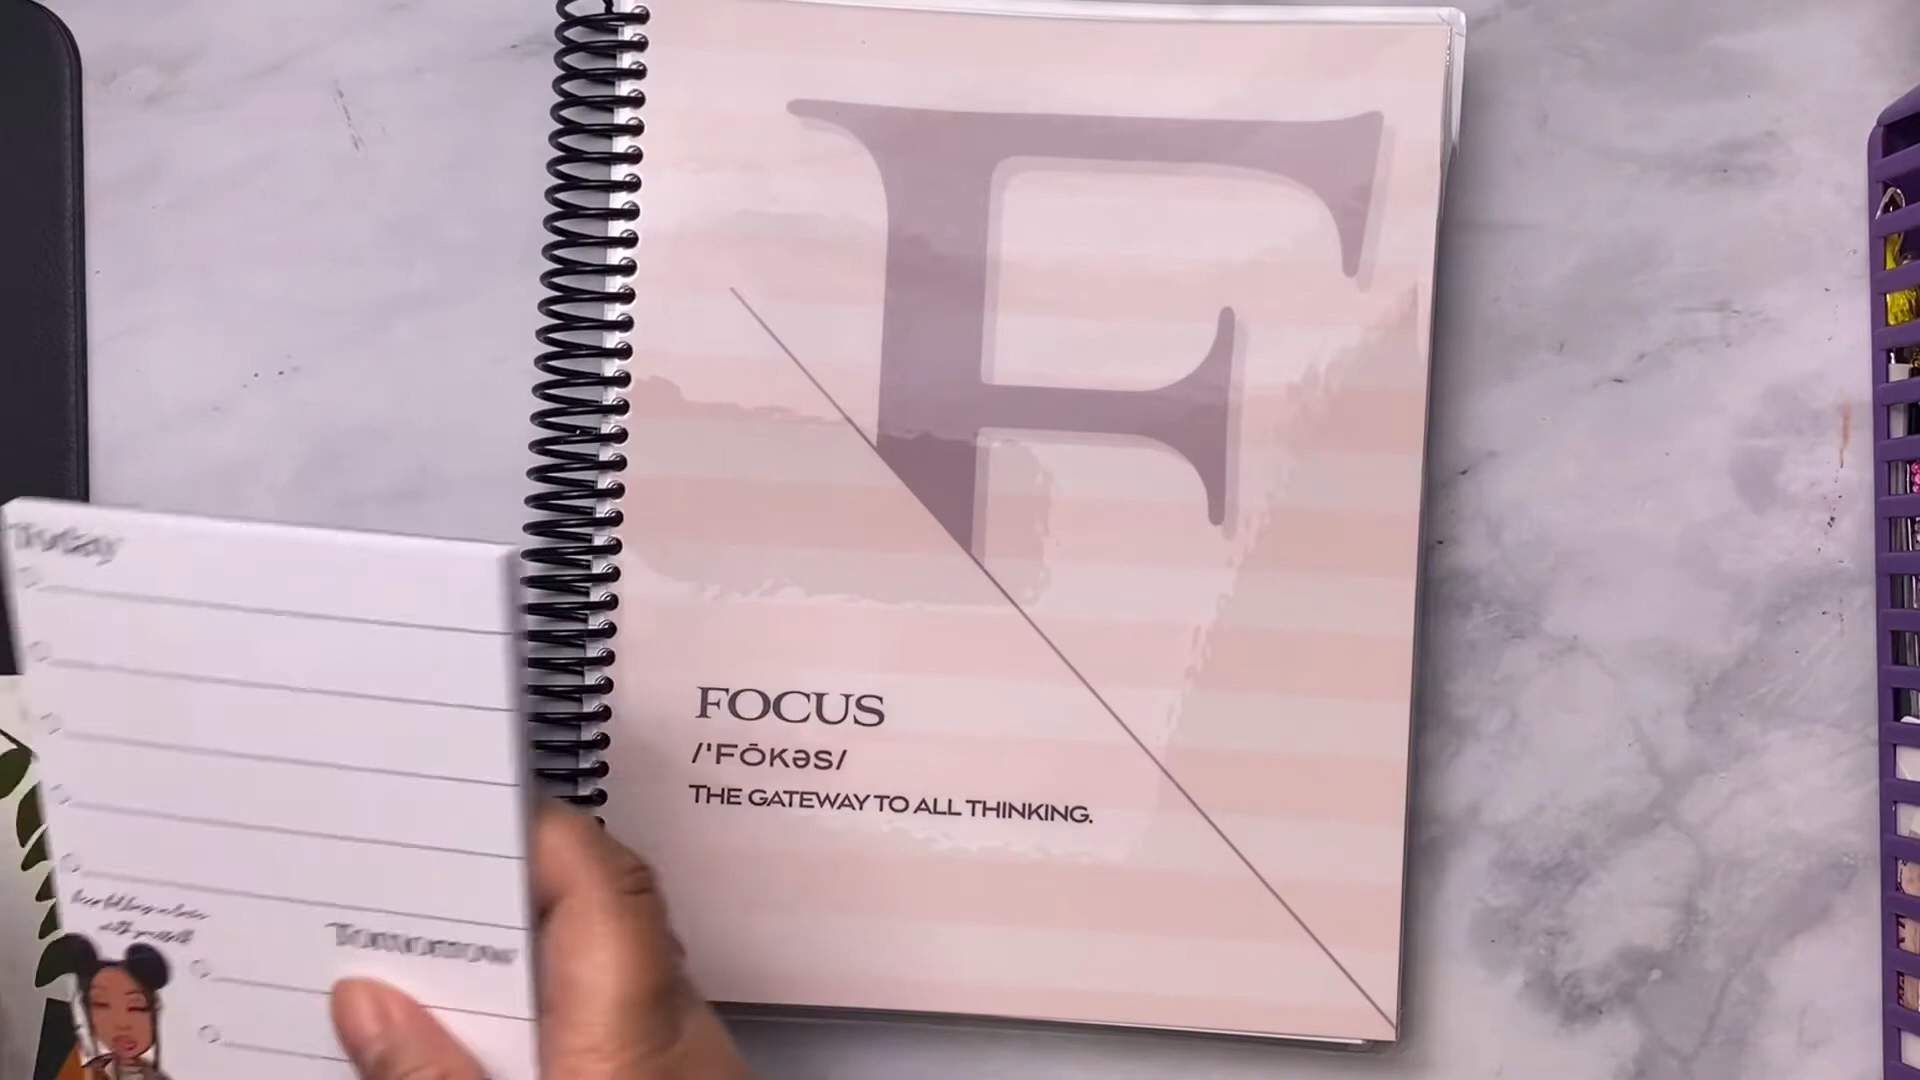 F
FOCUS
/'FŌKƏS/
THE GATEWAY TO ALL THINKING.
Today
Tomorrow